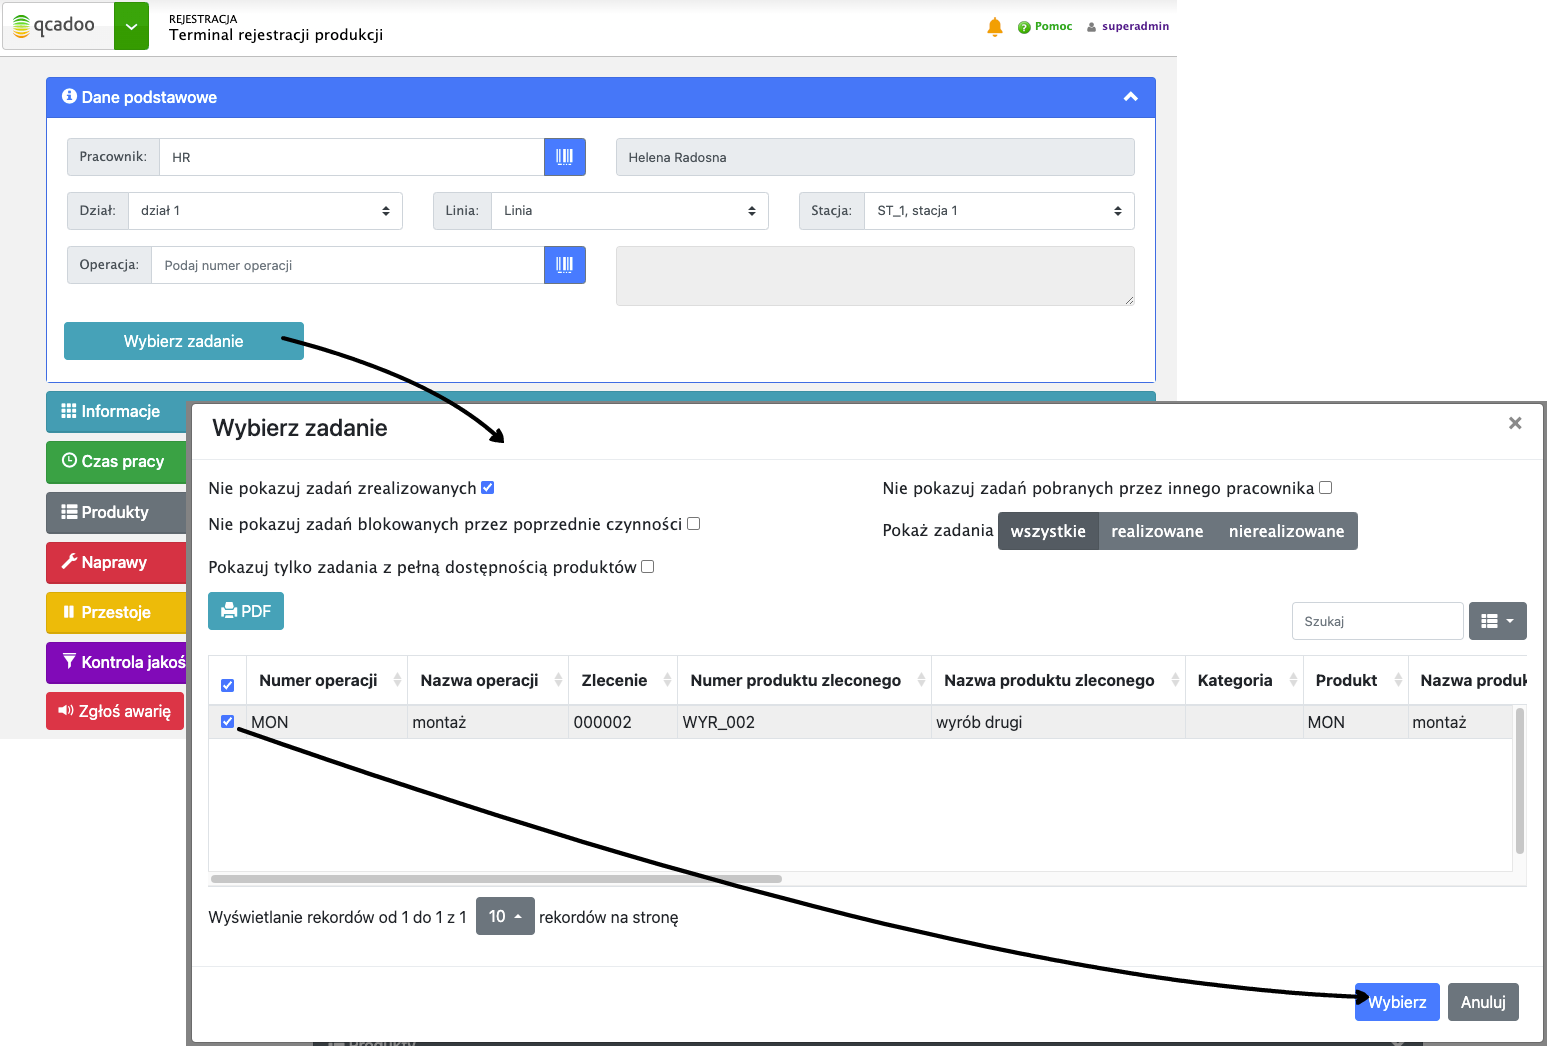 qcadoo
REJESTRACJA
Terminal rejestracji produkcji
Pomoc
superadmin
Dane podstawowe
Pracownik: HR
Helena Radosna
Dział: dział 1
Linia: Linia
Stacja: ST_1, stacja 1
Operacja: Podaj numer operacji
Wybierz zadanie
Informacje
Czas pracy
Produkty
Naprawy
Przestoje
Kontrola jakoś
Zgłoś awarię
Wybierz zadanie
Nie pokazuj zadań zrealizowanych
Nie pokazuj zadań pobranych przez innego pracownika
Nie pokazuj zadań blokowanych przez poprzednie czynności
Pokaż zadania wszystkie realizowane nierealizowane
Pokazuj tylko zadania z pełną dostępnością produktów
PDF
Szukaj
Numer operacji Nazwa operacji Zlecenie Numer produktu zleconego Nazwa produktu zleconego Kategoria Produkt Nazwa produk
MON montaż 000002 WYR_002 wyrób drugi MON montaż
Wyświetlanie rekordów od 1 do 1 z 1 10 rekordów na stronę
Wybierz Anuluj
Produkty